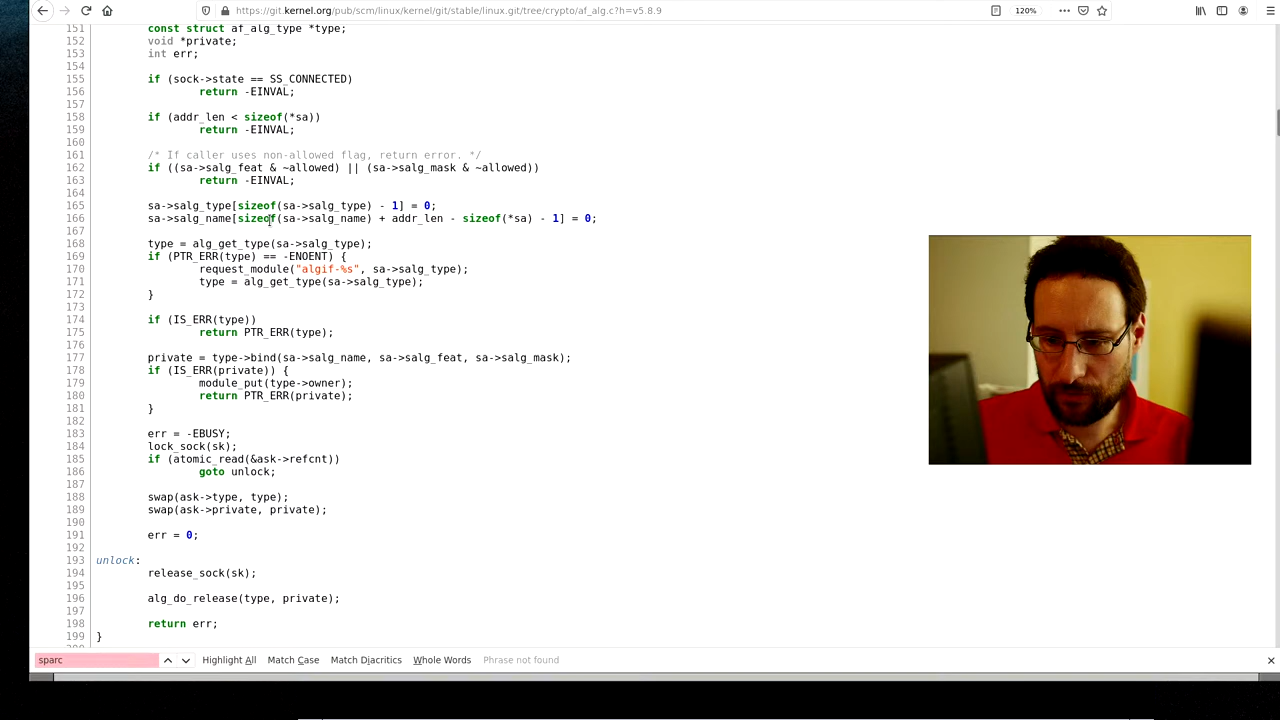 https://git.kernel.org/pub/scm/linux/kernel/git/stable/linux.git/tree/crypto/af_alg.c?h=v5.8.9
120%
151 const struct af_alg_type *type;
152 void *private;
153 int err;
154
155 if (sock->state == SS_CONNECTED)
156 return -EINVAL;
157
158 if (addr_len < sizeof(*sa))
159 return -EINVAL;
160
161 /* If caller uses non-allowed flag, return error. */
162 if ((sa->salg_feat & ~allowed) || (sa->salg_mask & ~allowed))
163 return -EINVAL;
164
165 sa->salg_type[sizeof(sa->salg_type) - 1] = 0;
166 sa->salg_name[sizeof(sa->salg_name) + addr_len - sizeof(*sa) - 1] = 0;
167
168 type = alg_get_type(sa->salg_type);
169 if (PTR_ERR(type) == -ENOENT) {
170 request_module("algif-%s", sa->salg_type);
171 type = alg_get_type(sa->salg_type);
172 }
173
174 if (IS_ERR(type))
175 return PTR_ERR(type);
176
177 private = type->bind(sa->salg_name, sa->salg_feat, sa->salg_mask);
178 if (IS_ERR(private)) {
179 module_put(type->owner);
180 return PTR_ERR(private);
181 }
182
183 err = -EBUSY;
184 lock_sock(sk);
185 if (atomic_read(&ask->refcnt))
186 goto unlock;
187
188 swap(ask->type, type);
189 swap(ask->private, private);
190
191 err = 0;
192
193 unlock:
194 release_sock(sk);
195
196 alg_do_release(type, private);
197
198 return err;
199 }
sparc Highlight All Match Case Match Diacritics Whole Words Phrase not found